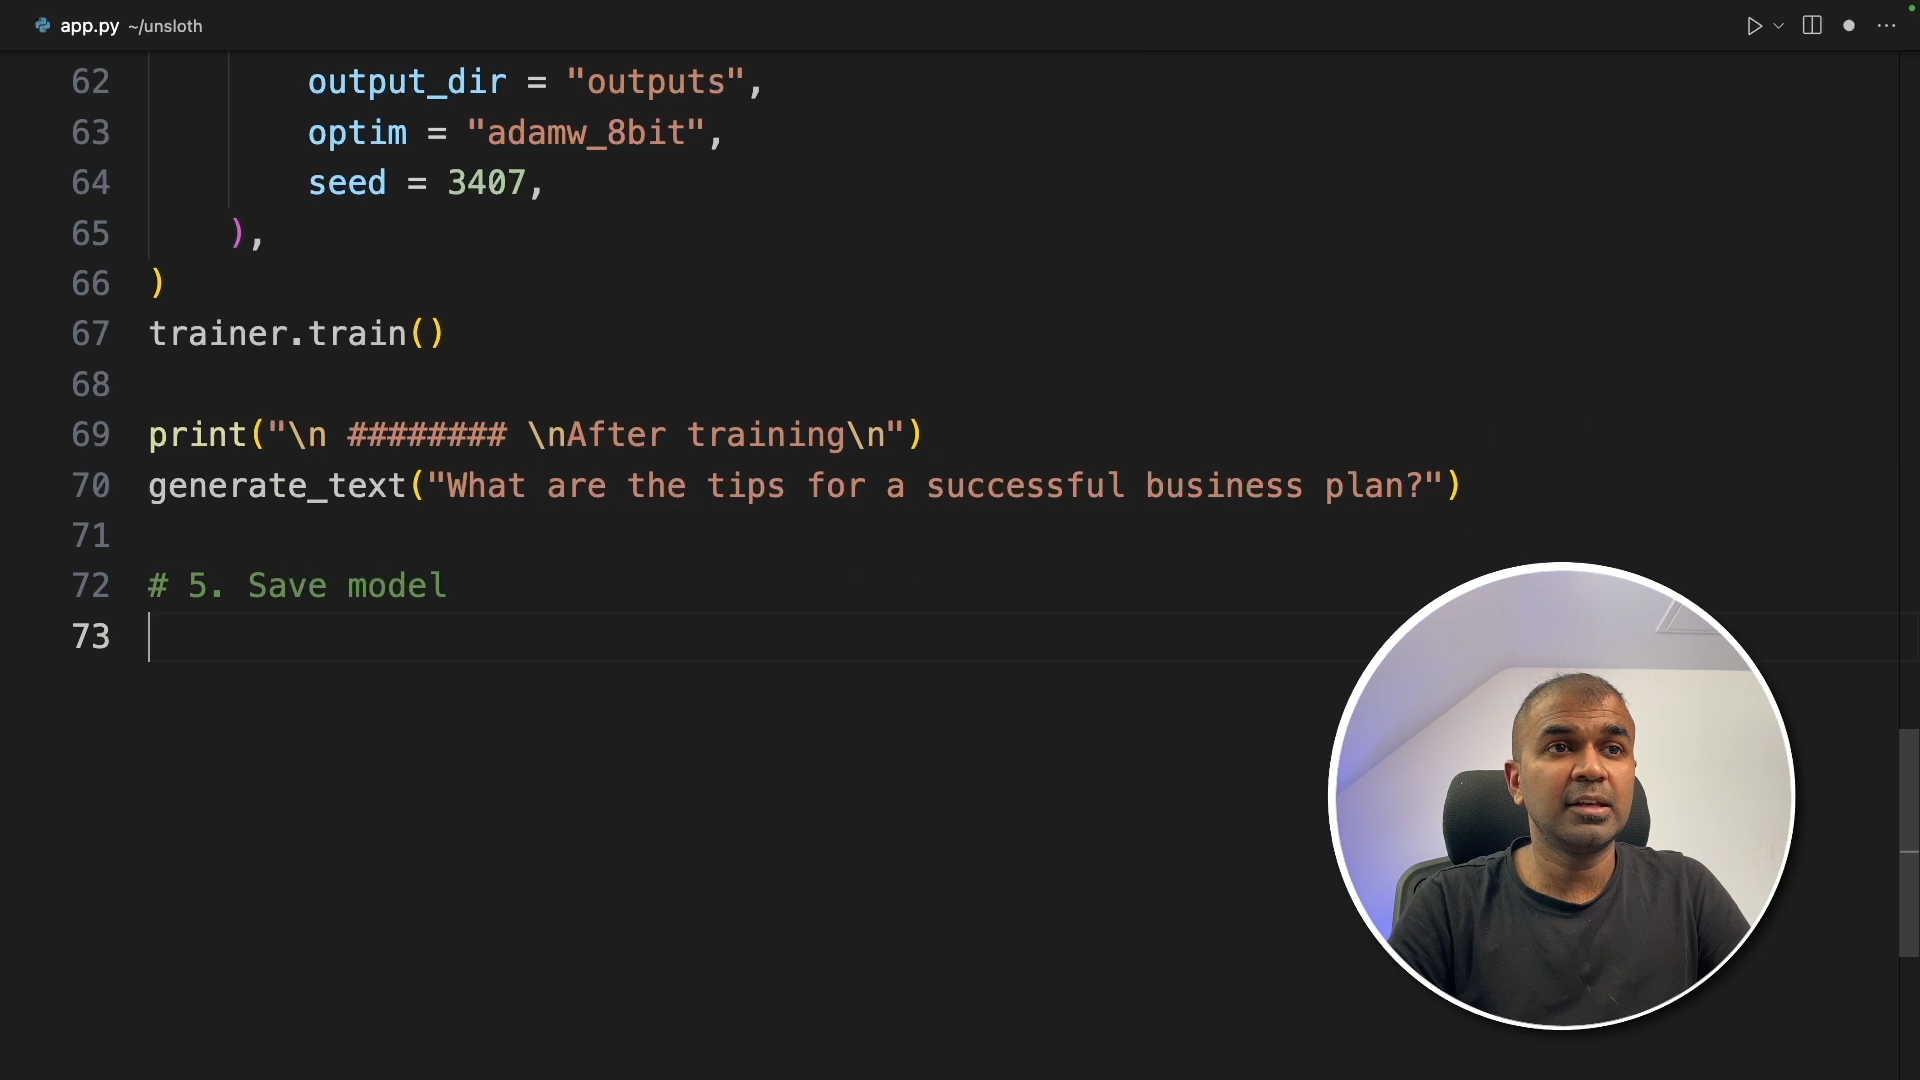 app.py ~/unsloth
62 output_dir = "outputs",
63 optim = "adamw_8bit",
64 seed = 3407,
65 ),
66 )
67 trainer.train()
68
69 print("\n ######## \nAfter training\n")
70 generate_text("What are the tips for a successful business plan?")
71
72 # 5. Save model
73